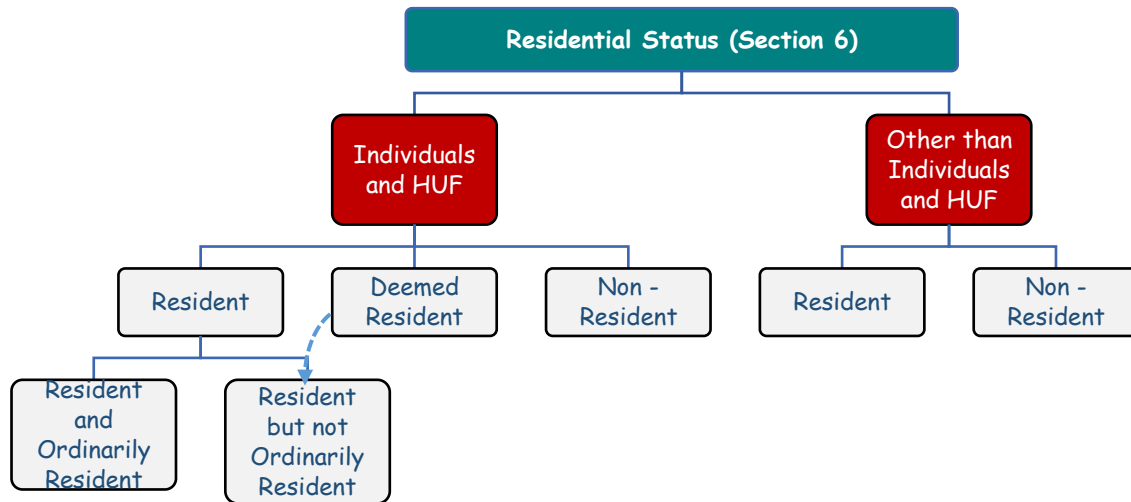 Residential Status (Section 6)
Individuals
and HUF
Other than
Individuals
and HUF
Resident
Deemed
Resident
Non -
Resident
Resident
Non -
Resident
Resident
and
Ordinarily
Resident
Resident
but not
Ordinarily
Resident